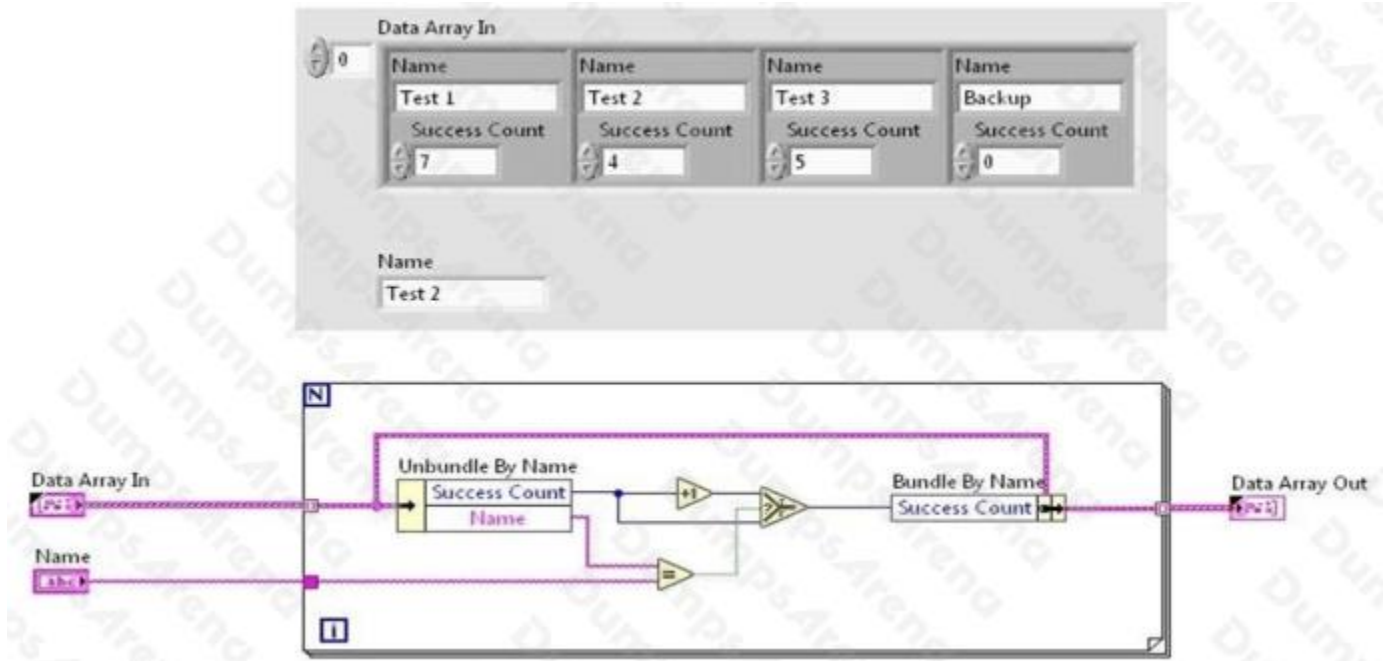 Data Array In
0
Name Name Name Name
Test 1 Test 2 Test 3 Backup
Success Count Success Count Success Count Success Count
7 4 5 0
Name
Test 2
N
Data Array In
Unbundle By Name
Success Count
Name
+1
?
Bundle By Name
Success Count
Data Array Out
Name
abc
=
i
DumpsArena